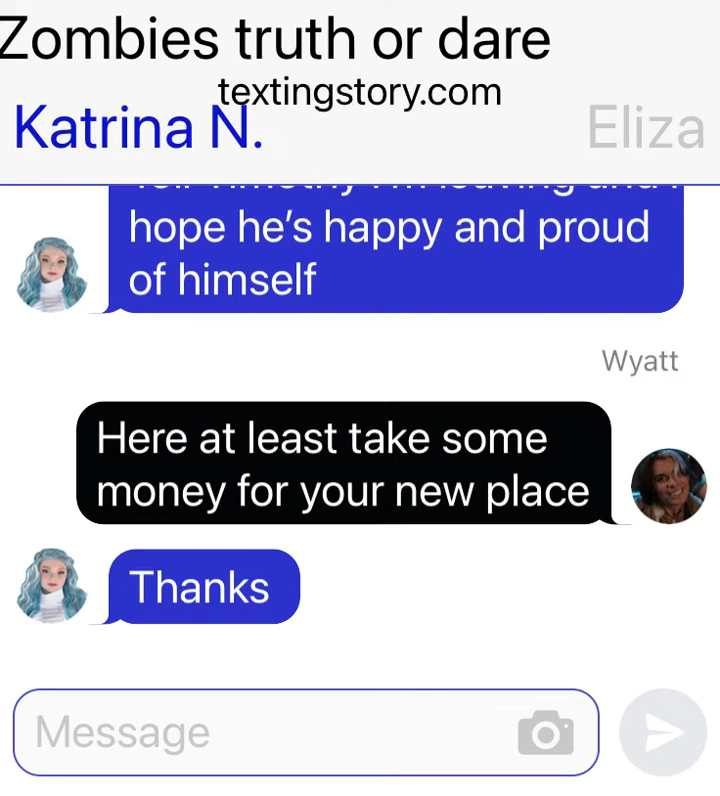 Zombies truth or dare
textingstory.com
Katrina N.
Eliza
hope he's happy and proud
of himself
Wyatt
Here at least take some
money for your new place
Thanks
Message